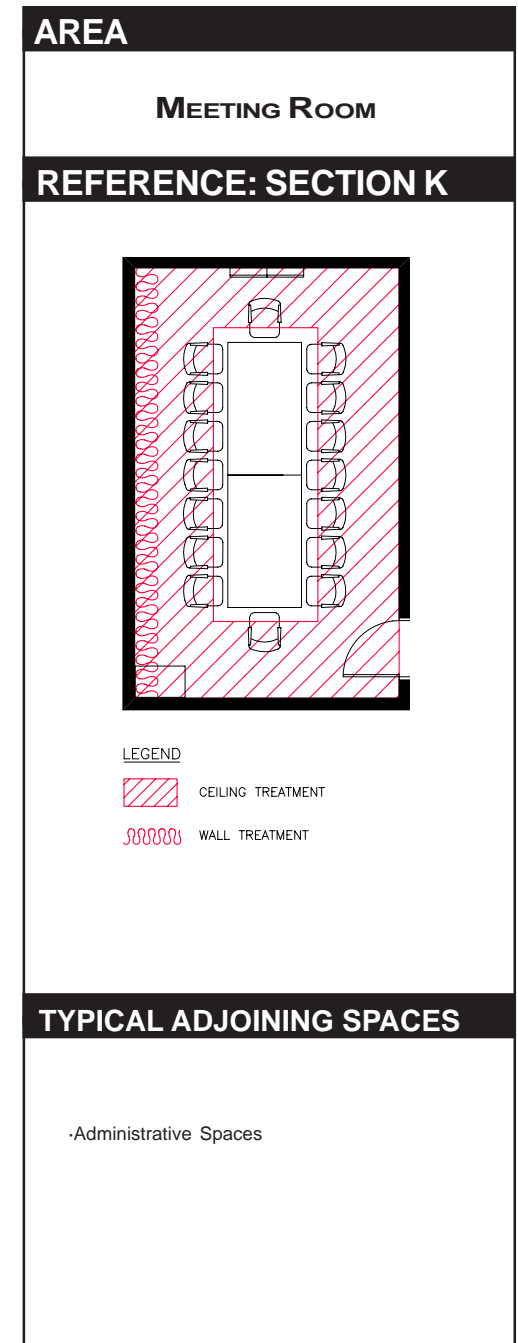 AREA
MEETING ROOM
REFERENCE: SECTION K
LEGEND
CEILING TREATMENT
WALL TREATMENT
TYPICAL ADJOINING SPACES
·Administrative Spaces